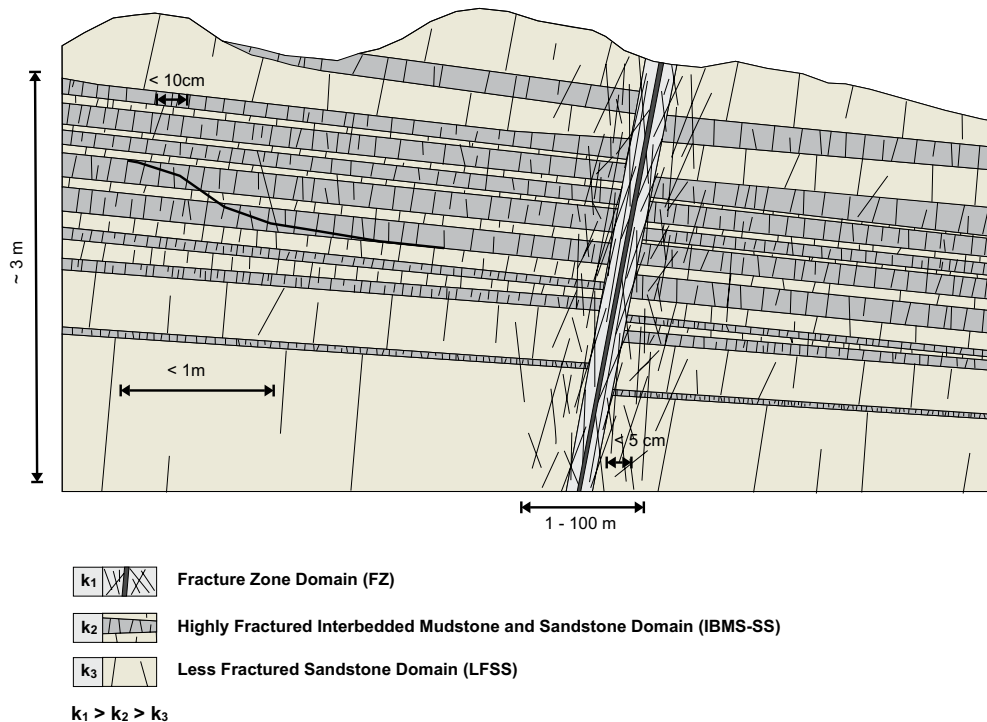 < 10cm
~ 3 m
< 1m
< 5 cm
1 - 100 m
k1 Fracture Zone Domain (FZ)
k2 Highly Fractured Interbedded Mudstone and Sandstone Domain (IBMS-SS)
k3 Less Fractured Sandstone Domain (LFSS)
k1 > k2 > k3